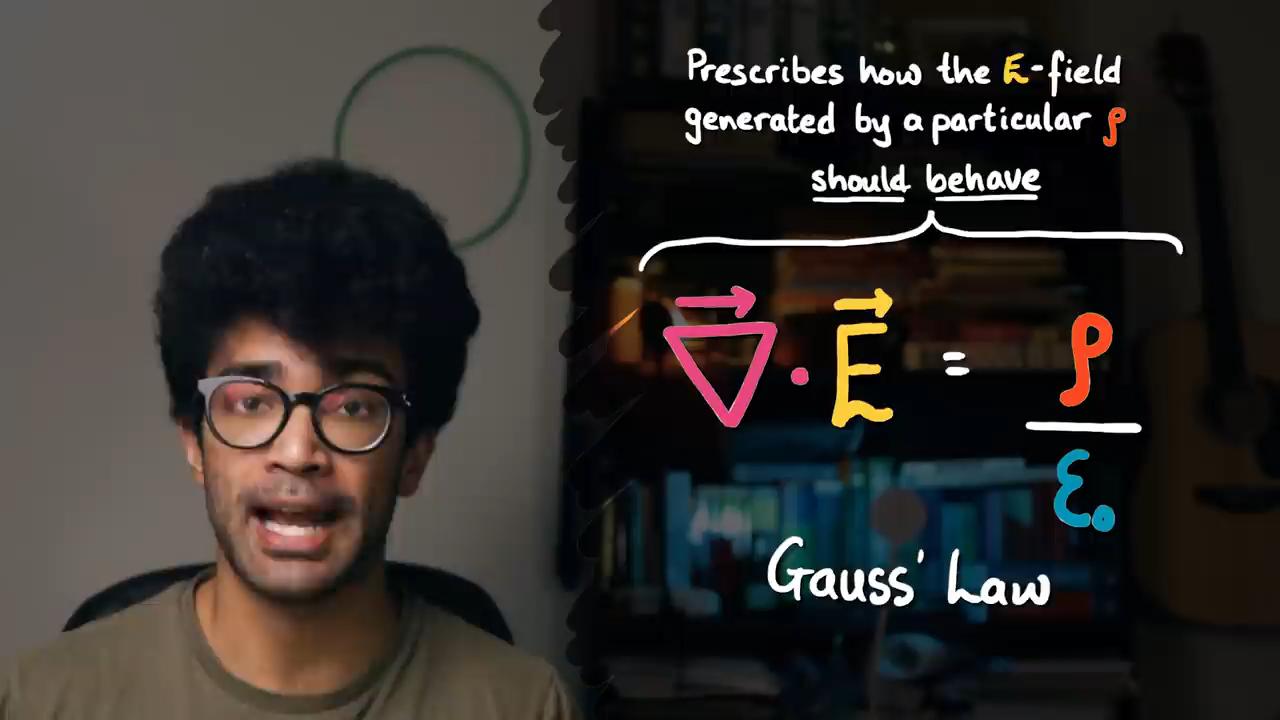 Prescribes how the E-field
generated by a particular ρ
should behave
∇⃗ · E⃗ = ρ / ε₀
Gauss' Law